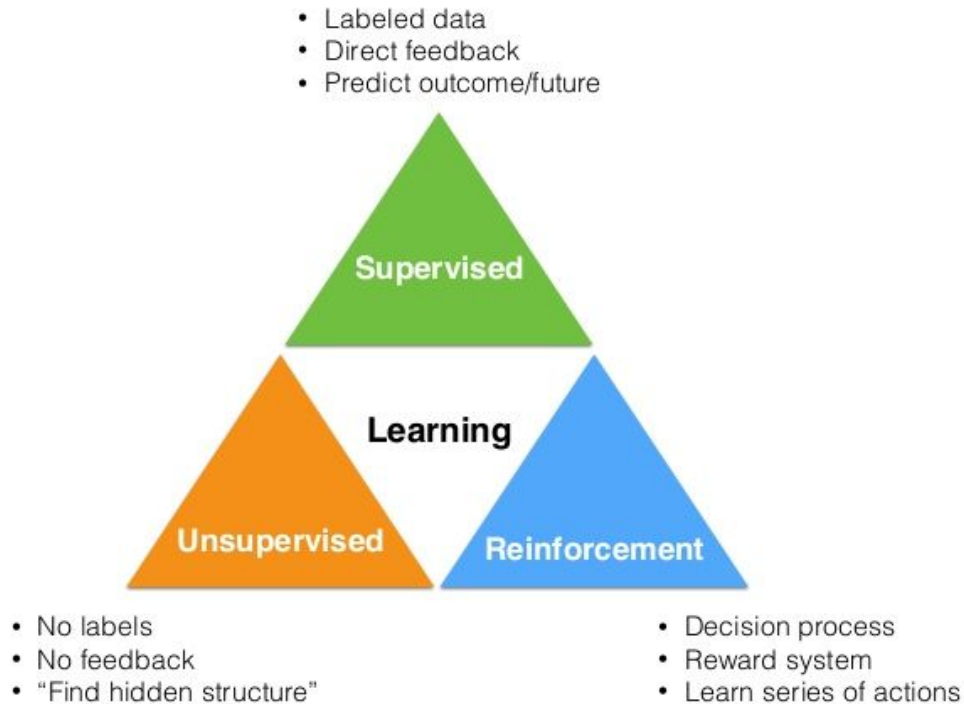 • Labeled data
• Direct feedback
• Predict outcome/future
Supervised
Learning
Unsupervised
Reinforcement
• No labels
• No feedback
• “Find hidden structure”
• Decision process
• Reward system
• Learn series of actions